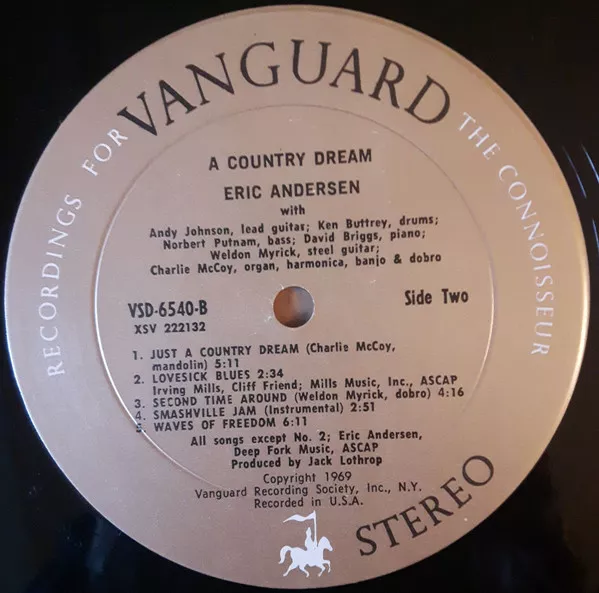 RECORDINGS FOR VANGUARD THE CONNOISSEUR
A COUNTRY DREAM
ERIC ANDERSEN
with
Andy Johnson, lead guitar; Ken Buttrey, drums;
Norbert Putnam, bass; David Briggs, piano;
Weldon Myrick, steel guitar;
Charlie McCoy, organ, harmonica, banjo & dobro
VSD-6540-B
XSV 222132
Side Two
1. JUST A COUNTRY DREAM (Charlie McCoy,
mandolin) 5:11
2. LOVESICK BLUES 2:34
Irving Mills, Cliff Friend; Mills Music, Inc., ASCAP
3. SECOND TIME AROUND (Weldon Myrick, dobro) 4:16
4. SMASHVILLE JAM (Instrumental) 2:51
5. WAVES OF FREEDOM 6:11
All songs except No. 2; Eric Andersen,
Deep Fork Music, ASCAP
Produced by Jack Lothrop
Copyright 1969
Vanguard Recording Society, Inc., N.Y.
Recorded in U.S.A.
STEREO